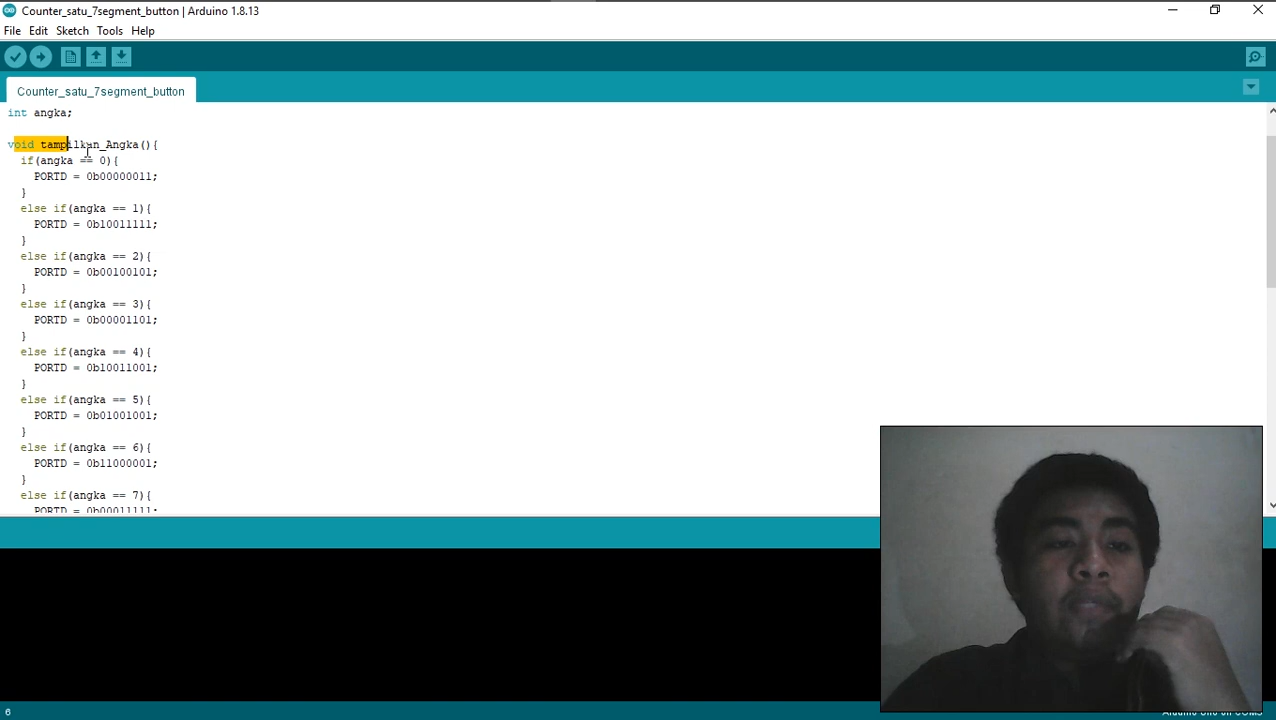 Counter_satu_7segment_button | Arduino 1.8.13
File Edit Sketch Tools Help
Counter_satu_7segment_button
int angka;
void tampilkan_Angka(){
if(angka == 0){
PORTD = 0b00000011;
}
else if(angka == 1){
PORTD = 0b10011111;
}
else if(angka == 2){
PORTD = 0b00100101;
}
else if(angka == 3){
PORTD = 0b00001101;
}
else if(angka == 4){
PORTD = 0b10011001;
}
else if(angka == 5){
PORTD = 0b01001001;
}
else if(angka == 6){
PORTD = 0b11000001;
}
else if(angka == 7){
PORTD = 0b00011111;
6